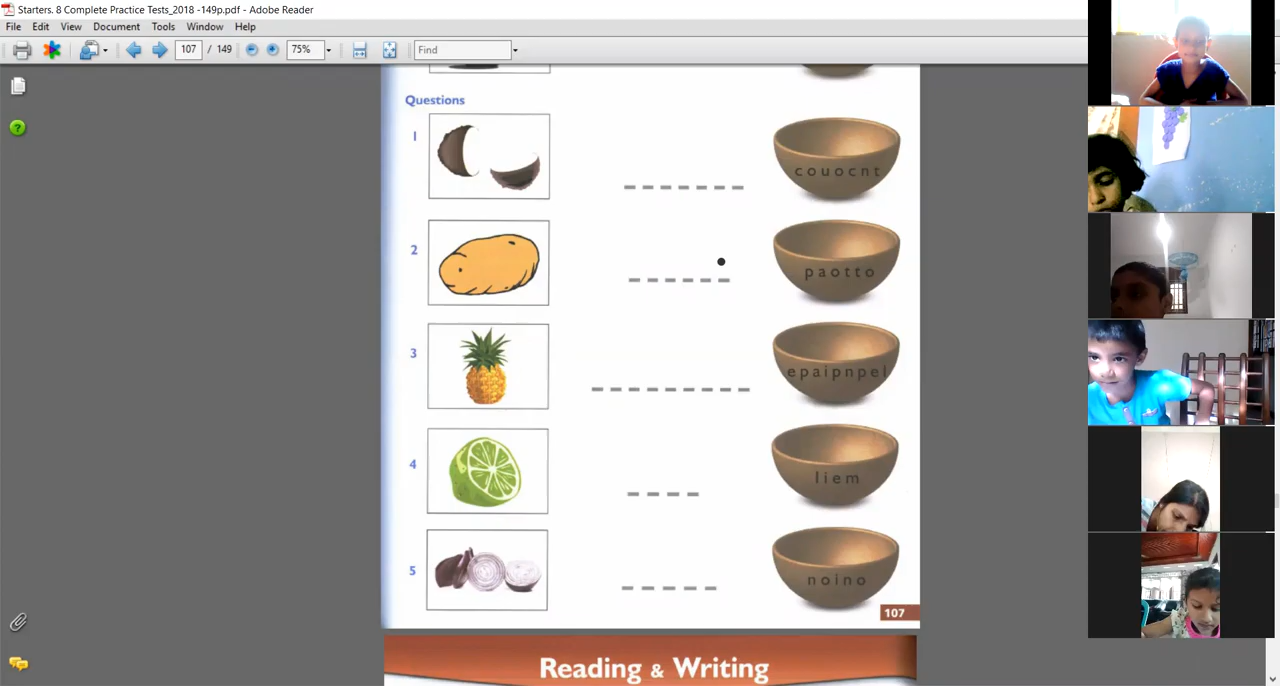 Starters. 8 Complete Practice Tests_2018 -149p.pdf - Adobe Reader
File Edit View Document Tools Window Help
107 / 149 75% Find
Questions
1
couocnt
2
paotto
3
epaipnpel
4
liem
5
noino
107
Reading & Writing